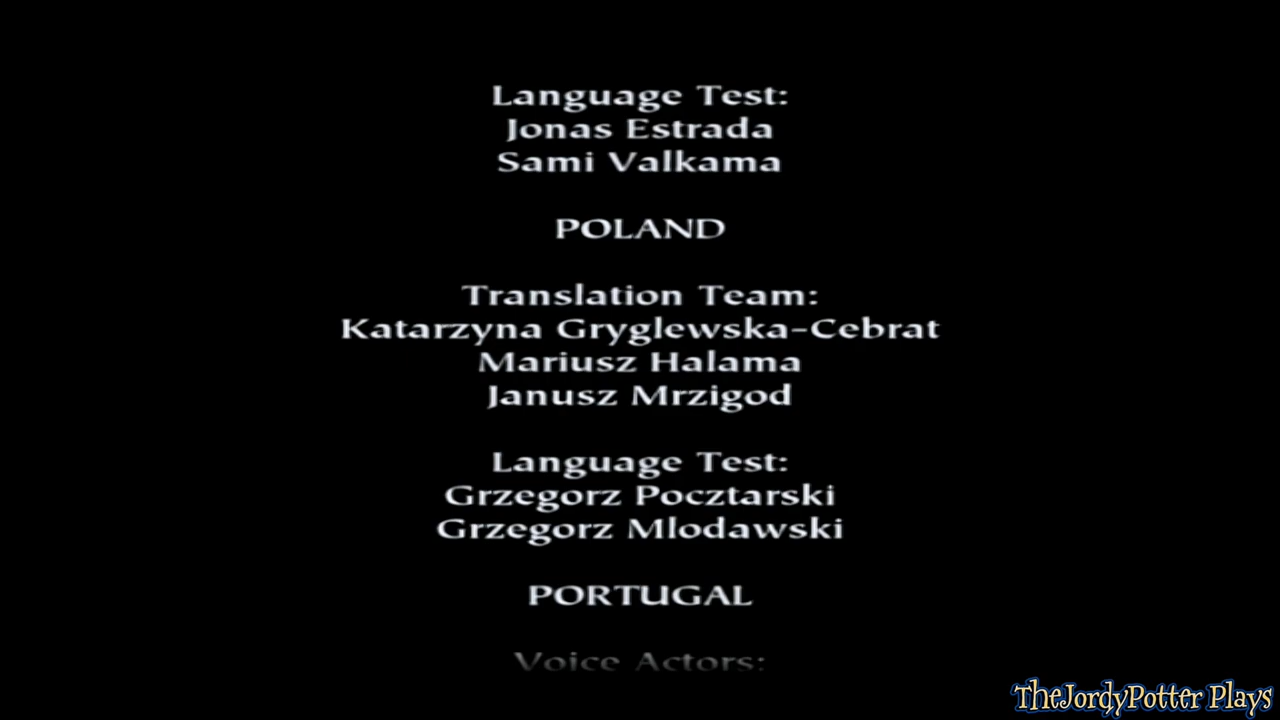 Language Test:
Jonas Estrada
Sami Valkama
POLAND
Translation Team:
Katarzyna Gryglewska-Cebrat
Mariusz Halama
Janusz Mrzigod
Language Test:
Grzegorz Pocztarski
Grzegorz Mlodawski
PORTUGAL
Voice Actors:
TheJordyPotter Plays